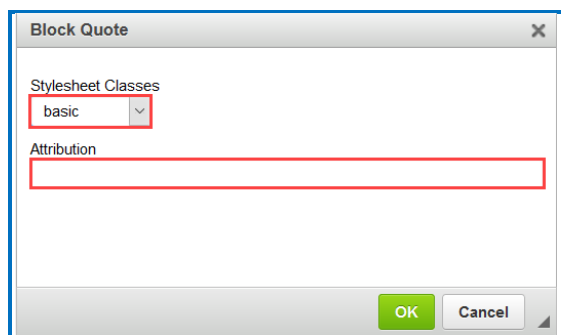 Block Quote
Stylesheet Classes
basic
Attribution
OK Cancel